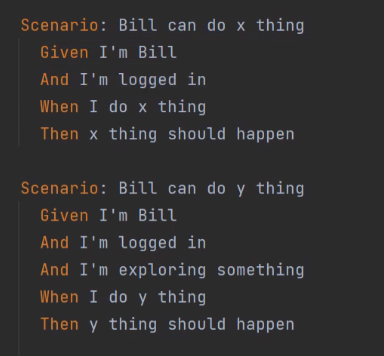 Scenario: Bill can do x thing
Given I'm Bill
And I'm logged in
When I do x thing
Then x thing should happen
Scenario: Bill can do y thing
Given I'm Bill
And I'm logged in
And I'm exploring something
When I do y thing
Then y thing should happen